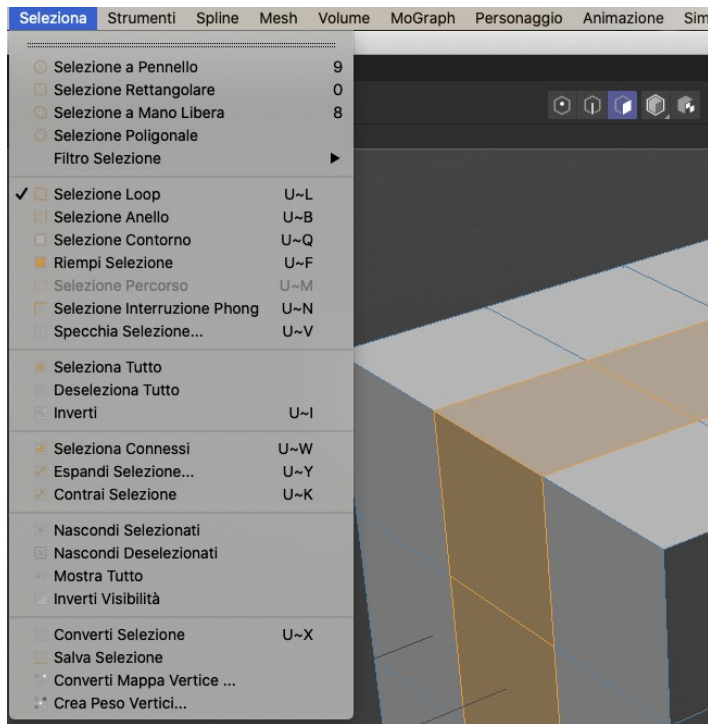 Seleziona Strumenti Spline Mesh Volume MoGraph Personaggio Animazione Sim
Selezione a Pennello 9
Selezione Rettangolare 0
Selezione a Mano Libera 8
Selezione Poligonale
Filtro Selezione
Selezione Loop U~L
Selezione Anello U~B
Selezione Contorno U~Q
Riempi Selezione U~F
Selezione Percorso U~M
Selezione Interruzione Phong U~N
Specchia Selezione... U~V
Seleziona Tutto
Deseleziona Tutto
Inverti U~I
Seleziona Connessi U~W
Espandi Selezione... U~Y
Contrai Selezione U~K
Nascondi Selezionati
Nascondi Deselezionati
Mostra Tutto
Inverti Visibilità
Converti Selezione U~X
Salva Selezione
Converti Mappa Vertice ...
Crea Peso Vertici...